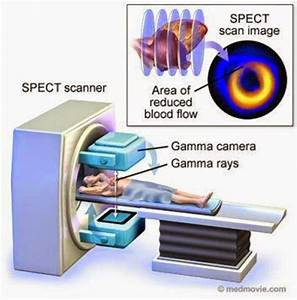 SPECT
scan image
SPECT scanner
Area of
reduced
blood flow
Gamma camera
Gamma rays
© medmovie.com